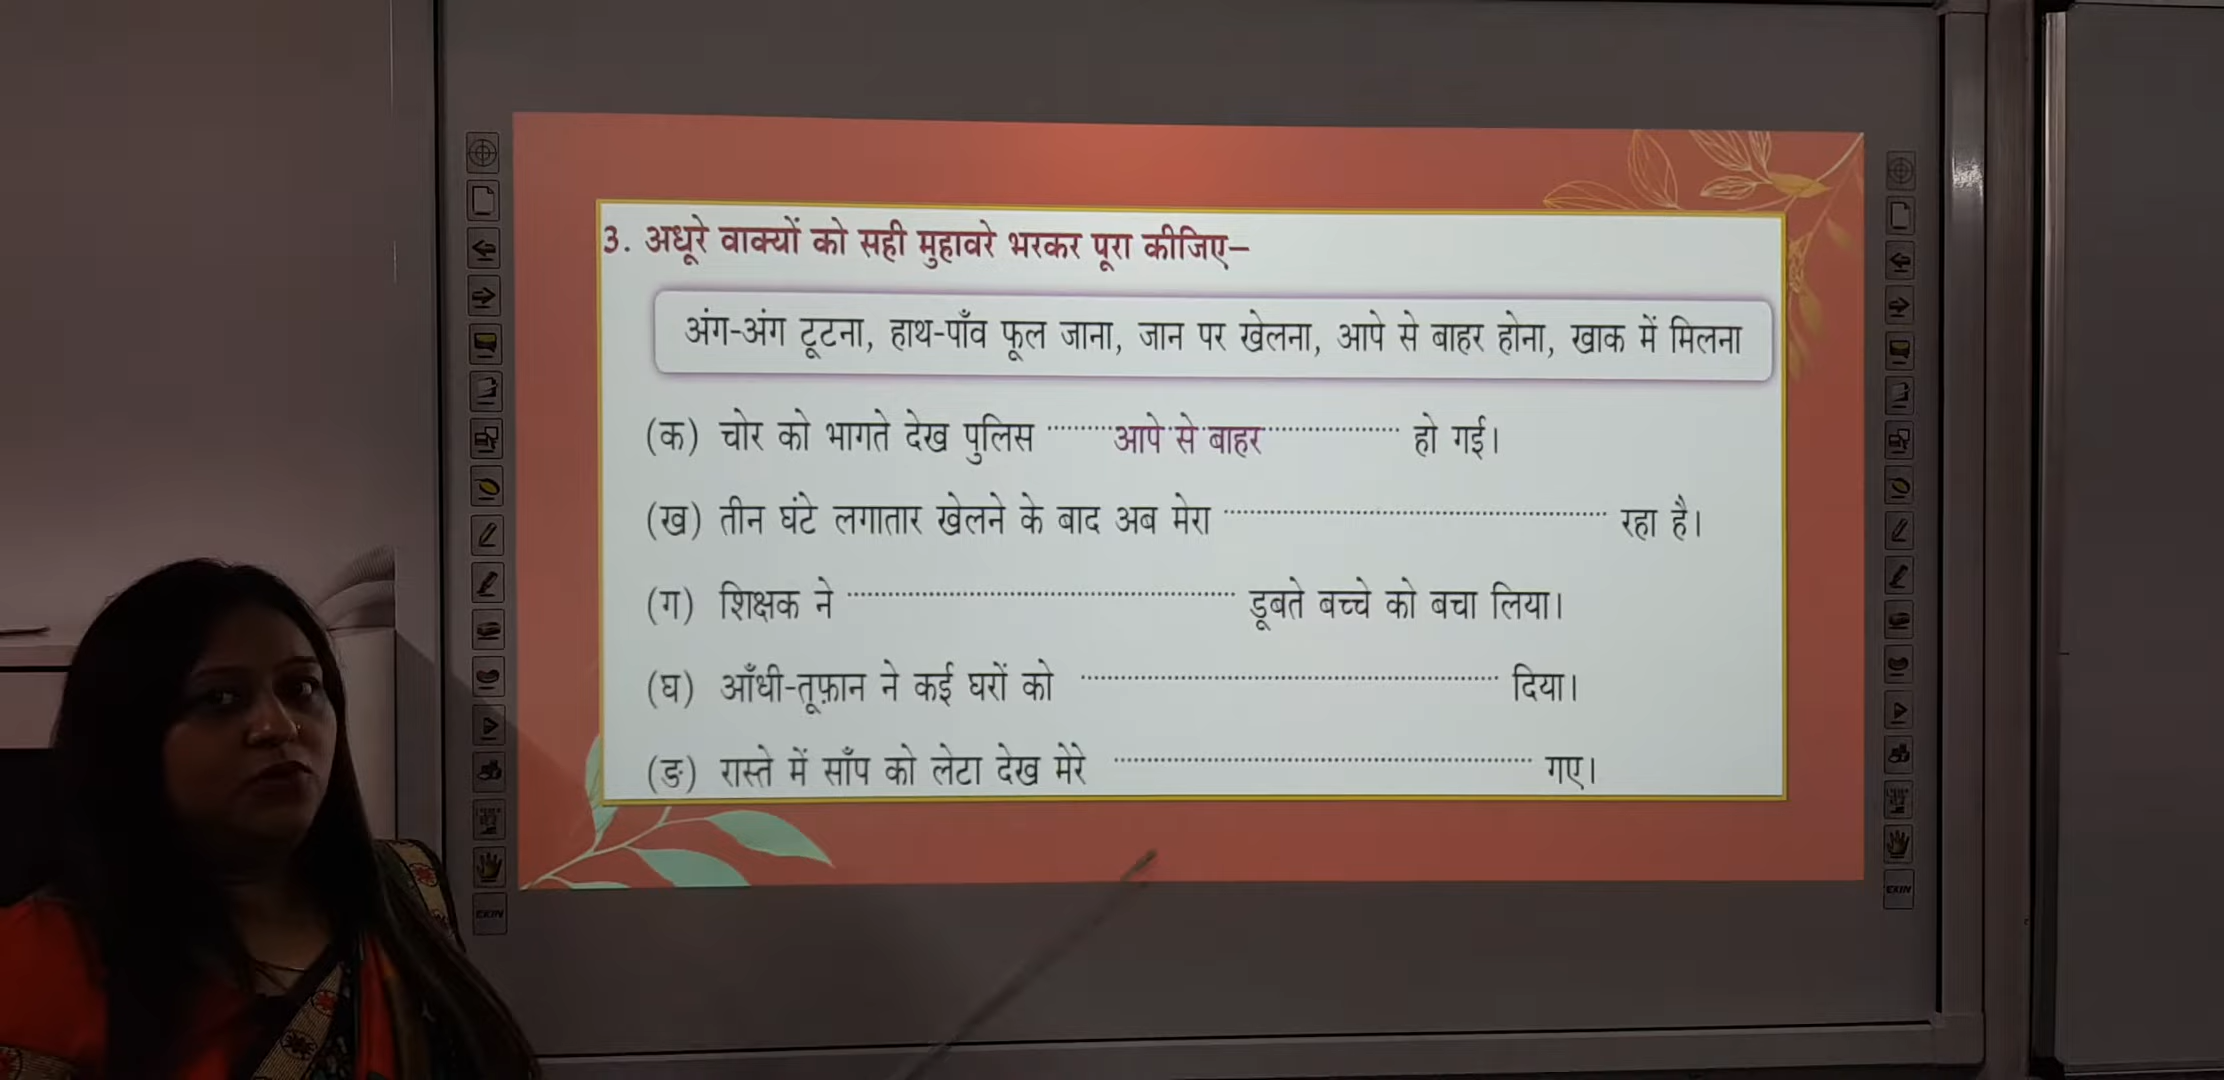 3. अधूरे वाक्यों को सही मुहावरे भरकर पूरा कीजिए–
अंग-अंग टूटना, हाथ-पाँव फूल जाना, जान पर खेलना, आपे से बाहर होना, खाक में मिलना
(क) चोर को भागते देख पुलिस ........आपे से बाहर................ हो गई।
(ख) तीन घंटे लगातार खेलने के बाद अब मेरा ................................ रहा है।
(ग) शिक्षक ने ................................ डूबते बच्चे को बचा लिया।
(घ) आँधी-तूफ़ान ने कई घरों को ................................ दिया।
(ङ) रास्ते में साँप को लेटा देख मेरे ................................ गए।